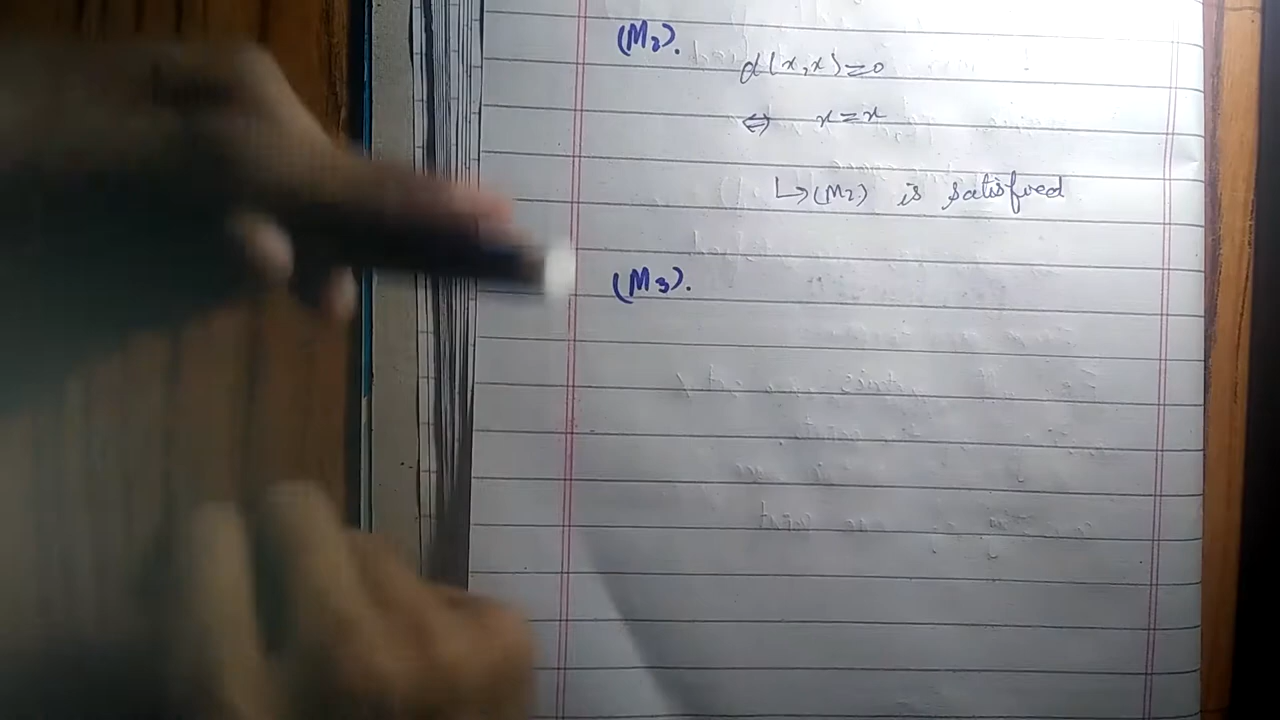 (M2).
d(x,x)=0
⇔ x=x
↳(M2) is satisfied
(M3).